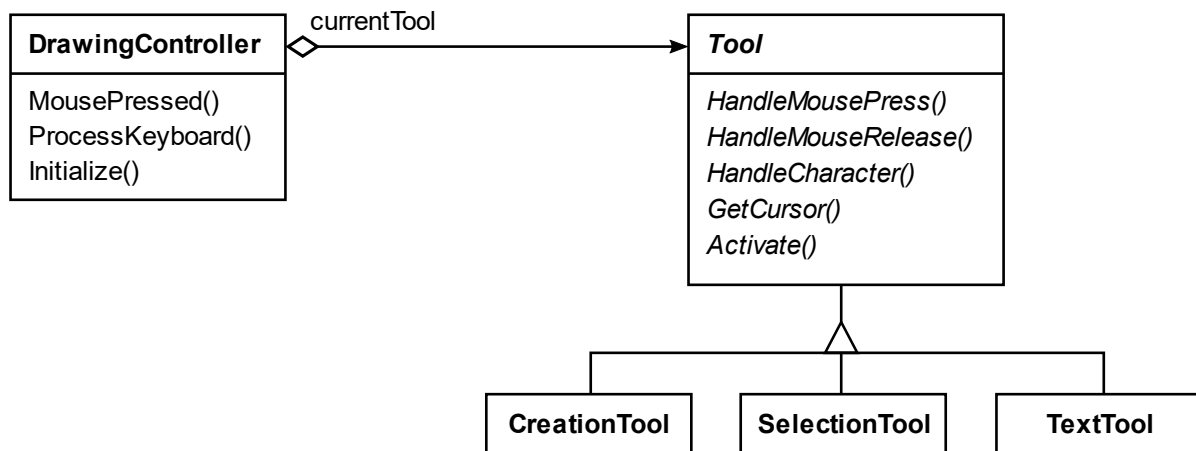 currentTool
DrawingController
MousePressed()
ProcessKeyboard()
Initialize()
Tool
HandleMousePress()
HandleMouseRelease()
HandleCharacter()
GetCursor()
Activate()
CreationTool
SelectionTool
TextTool